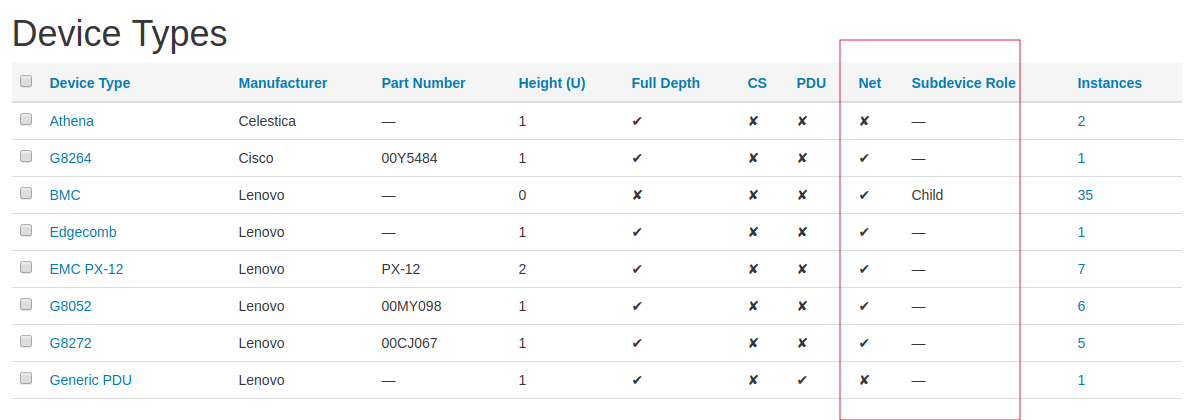 Device Types
Device Type Manufacturer Part Number Height (U) Full Depth CS PDU Net Subdevice Role Instances
Athena Celestica — 1 ✔ ✘ ✘ ✘ — 2
G8264 Cisco 00Y5484 1 ✔ ✘ ✘ ✔ — 1
BMC Lenovo — 0 ✘ ✘ ✘ ✔ Child 35
Edgecomb Lenovo — 1 ✔ ✘ ✘ ✔ — 1
EMC PX-12 Lenovo PX-12 2 ✔ ✘ ✘ ✔ — 7
G8052 Lenovo 00MY098 1 ✔ ✘ ✘ ✔ — 6
G8272 Lenovo 00CJ067 1 ✔ ✘ ✘ ✔ — 5
Generic PDU Lenovo — 1 ✔ ✘ ✔ ✘ — 1